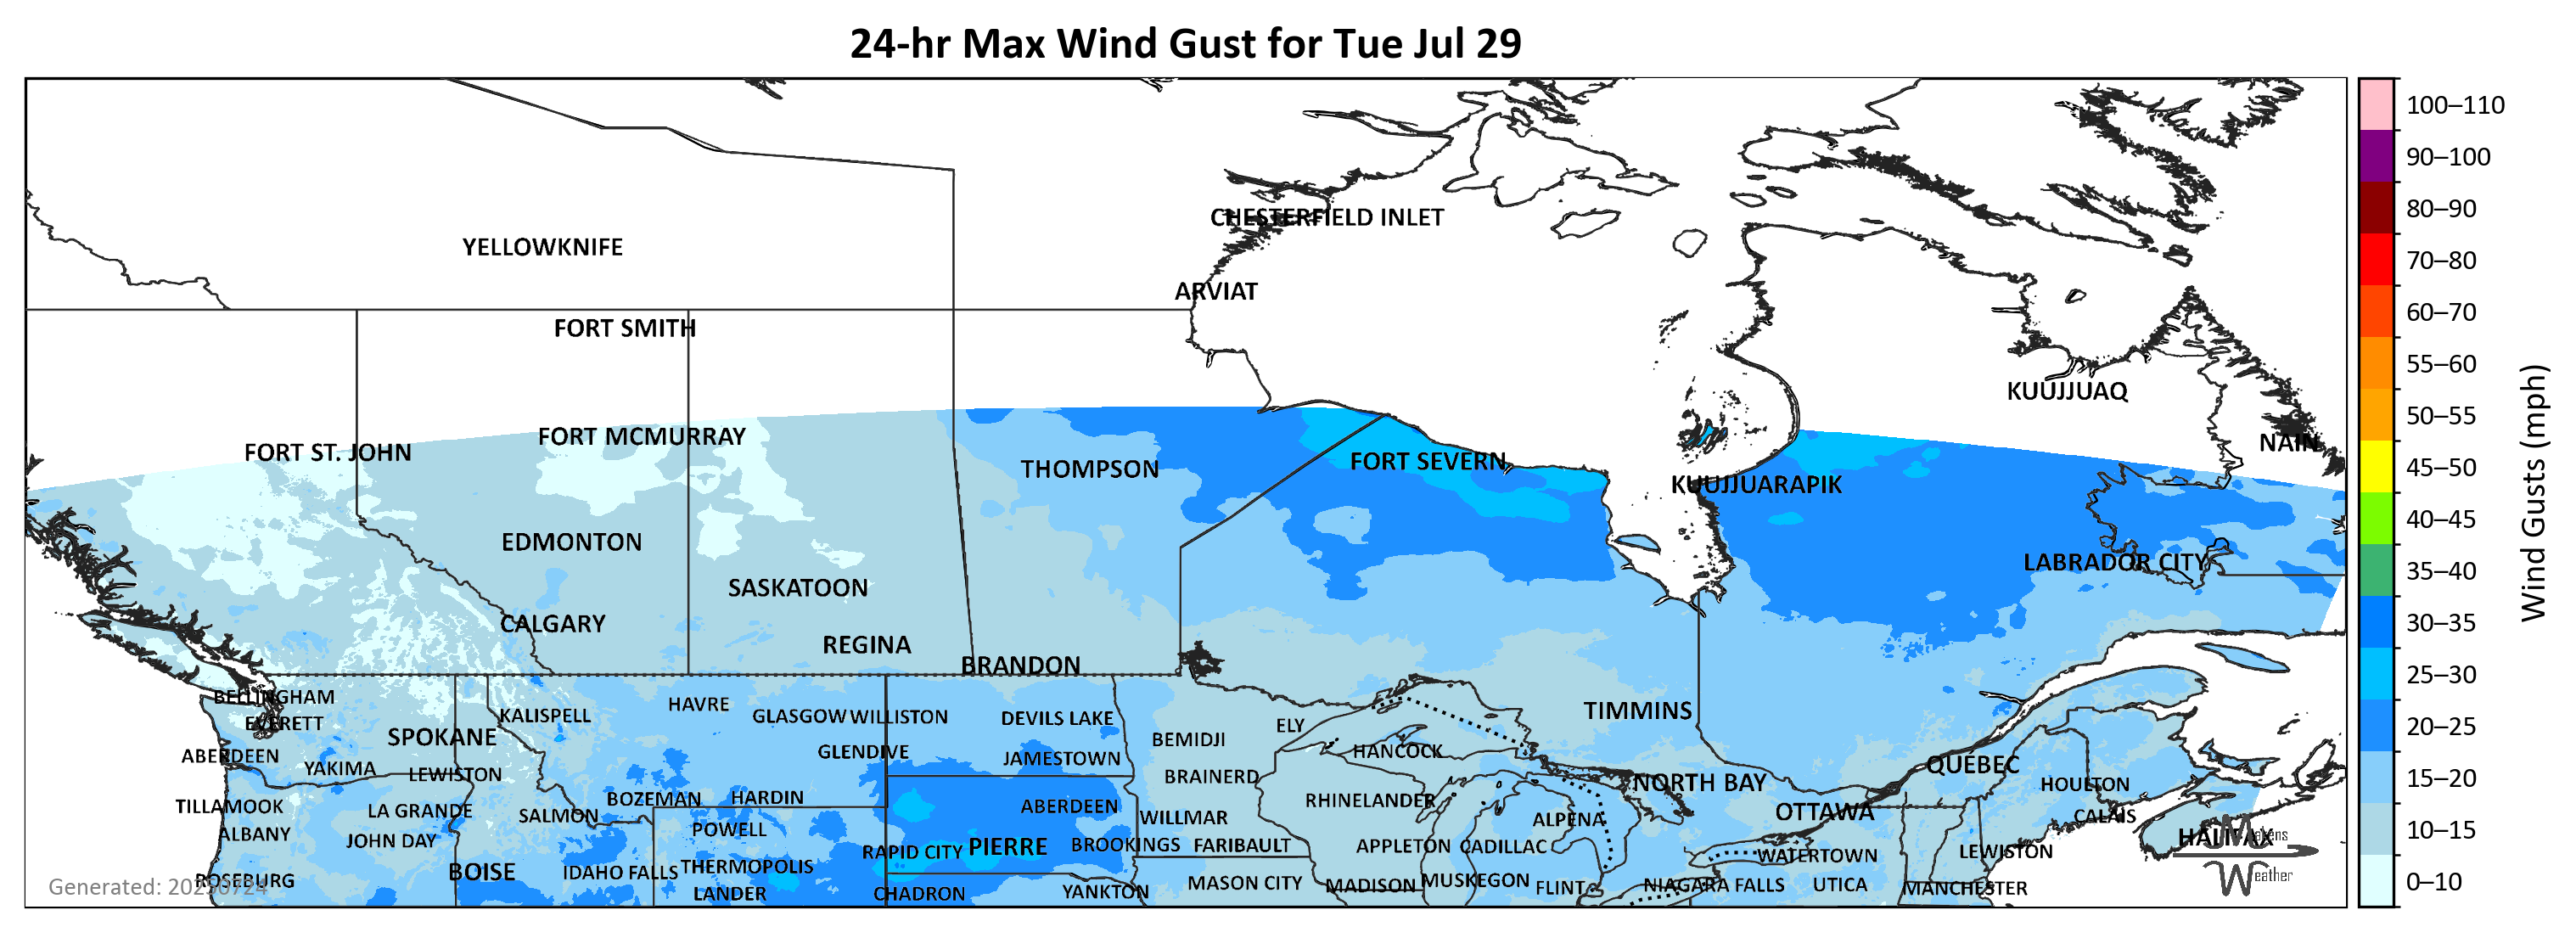 24-hr Max Wind Gust for Tue Jul 29
CHESTERFIELD INLET
YELLOWKNIFE
ARVIAT
FORT SMITH
KUUJJUAQ
FORT MCMURRAY
NAIN
FORT ST. JOHN
FORT SEVERN
THOMPSON
KUUJJUARAPIK
EDMONTON
LABRADOR CITY
SASKATOON
CALGARY
REGINA
BRANDON
BELLINGHAM
HAVRE
TIMMINS
KALISPELL
GLASGOW
WILLISTON
DEVILS LAKE
EVERETT
ELY
SPOKANE
BEMIDJI
GLENDIVE
HANCOCK
ABERDEEN
JAMESTOWN
QUÉBEC
YAKIMA
LEWISTON
BRAINERD
NORTH BAY
HOULTON
BOZEMAN
HARDIN
RHINELANDER
TILLAMOOK
ABERDEEN
LA GRANDE
OTTAWA
SALMON
WILLMAR
ALPENA
CALAIS
ALBANY
POWELL
HALIFAX
JOHN DAY
PIERRE
BROOKINGS
FARIBAULT
APPLETON
CADILLAC
RAPID CITY
LEWISTON
WATERTOWN
THERMOPOLIS
BOISE
IDAHO FALLS
ROSEBURG
MASON CITY
MADISON
MUSKEGON
FLINT
NIAGARA FALLS
UTICA
MANCHESTER
LANDER
CHADRON
YANKTON
Generated: 20250724
Weather
100–110
90–100
80–90
70–80
60–70
55–60
50–55
45–50
40–45
35–40
30–35
25–30
20–25
15–20
10–15
0–10
Wind Gusts (mph)